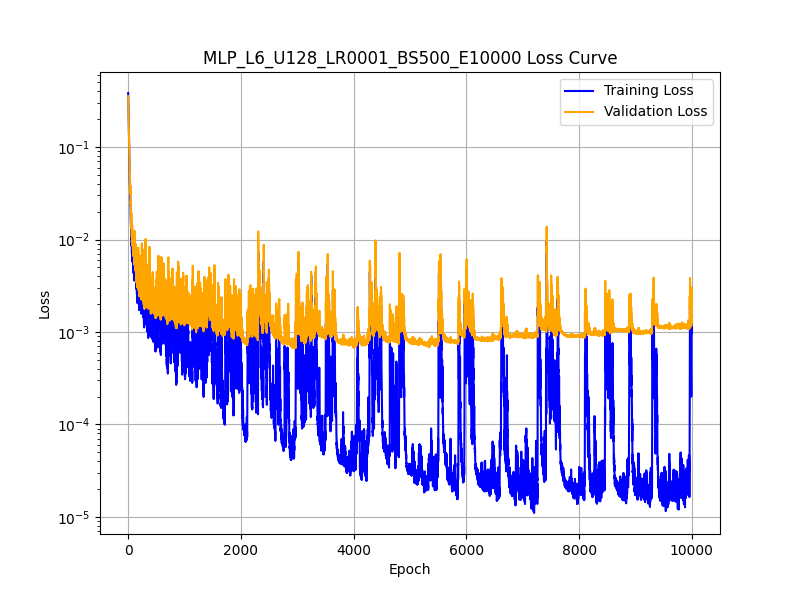 MLP_L6_U128_LR0001_BS500_E10000 Loss Curve
Training Loss
Validation Loss
10⁻¹
10⁻²
10⁻³
10⁻⁴
10⁻⁵
Loss
0 2000 4000 6000 8000 10000
Epoch